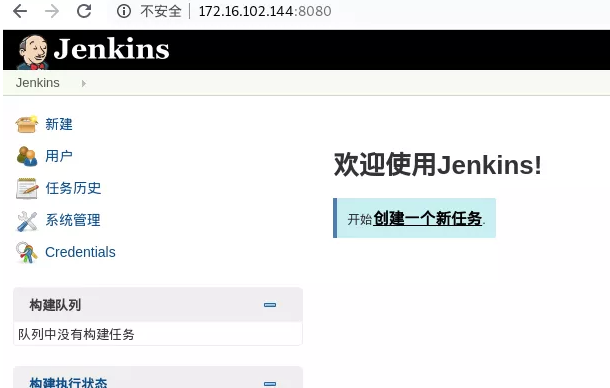 不安全 172.16.102.144:8080
Jenkins
Jenkins
新建
用户
任务历史
系统管理
Credentials
欢迎使用Jenkins!
开始创建一个新任务.
构建队列
队列中没有构建任务
构建执行状态